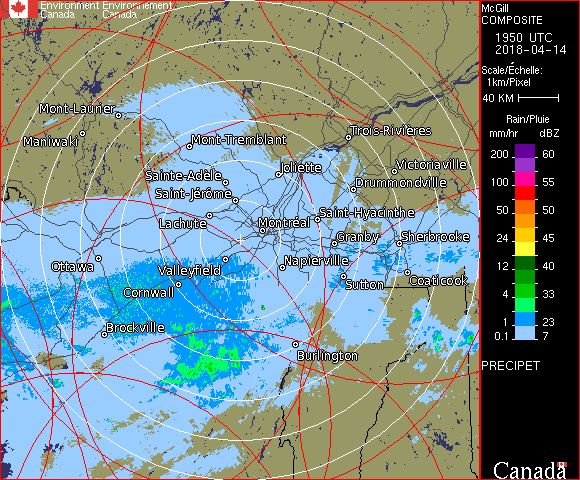 Environment Environnement
Canada Canada
Mont-Laurier
Maniwaki
Mont-Tremblant
Trois-Rivières
Joliette
Victoriaville
Sainte-Adèle
Drummondville
Saint-Jérôme
Saint-Hyacinthe
Lachute
Montréal
Granby
Sherbrooke
Ottawa
Valleyfield
Napierville
Cornwall
Sutton
Coaticook
Brockville
Burlington
McGill
COMPOSITE
1950 UTC
2018-04-14
Scale/Échelle:
1km/Pixel
40 KM
Rain/Pluie
mm/hr dBZ
200 60
100 55
50 50
24 45
12 40
4 33
1 23
0.1 7
PRECIPET
Canada